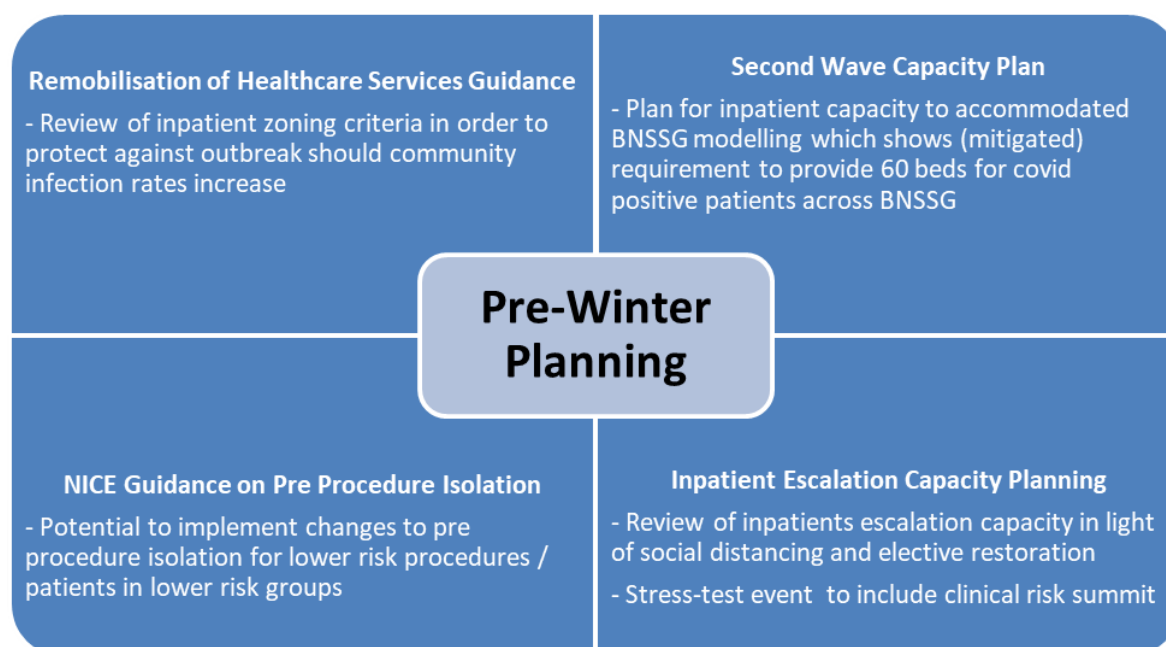 Remobilisation of Healthcare Services Guidance
- Review of inpatient zoning criteria in order to
protect against outbreak should community
infection rates increase
Second Wave Capacity Plan
- Plan for inpatient capacity to accommodated
BNSSG modelling which shows (mitigated)
requirement to provide 60 beds for covid
positive patients across BNSSG
Pre-Winter
Planning
NICE Guidance on Pre Procedure Isolation
- Potential to implement changes to pre
procedure isolation for lower risk procedures /
patients in lower risk groups
Inpatient Escalation Capacity Planning
- Review of inpatients escalation capacity in light
of social distancing and elective restoration
- Stress-test event to include clinical risk summit